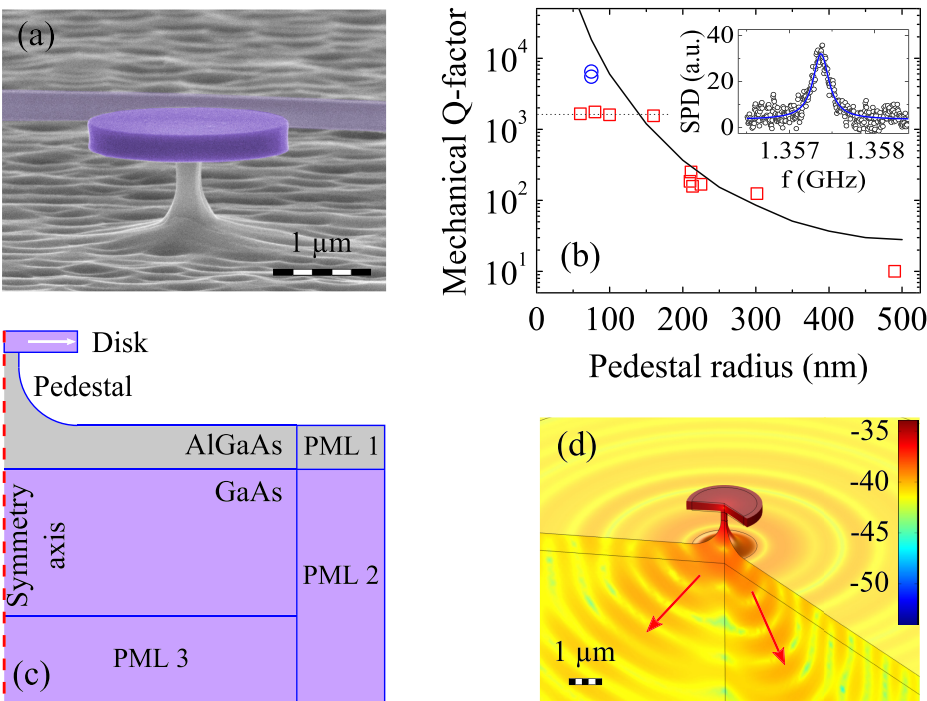 (a)
1 µm
Mechanical Q-factor
10^4
10^3
10^2
10^1
0 100 200 300 400 500
Pedestal radius (nm)
(b)
SPD (a.u.)
40
20
0
1.357 1.358
f (GHz)
Disk
Pedestal
AlGaAs
PML 1
GaAs
Symmetry
axis
PML 2
PML 3
(c)
(d)
-35
-40
-45
-50
1 µm